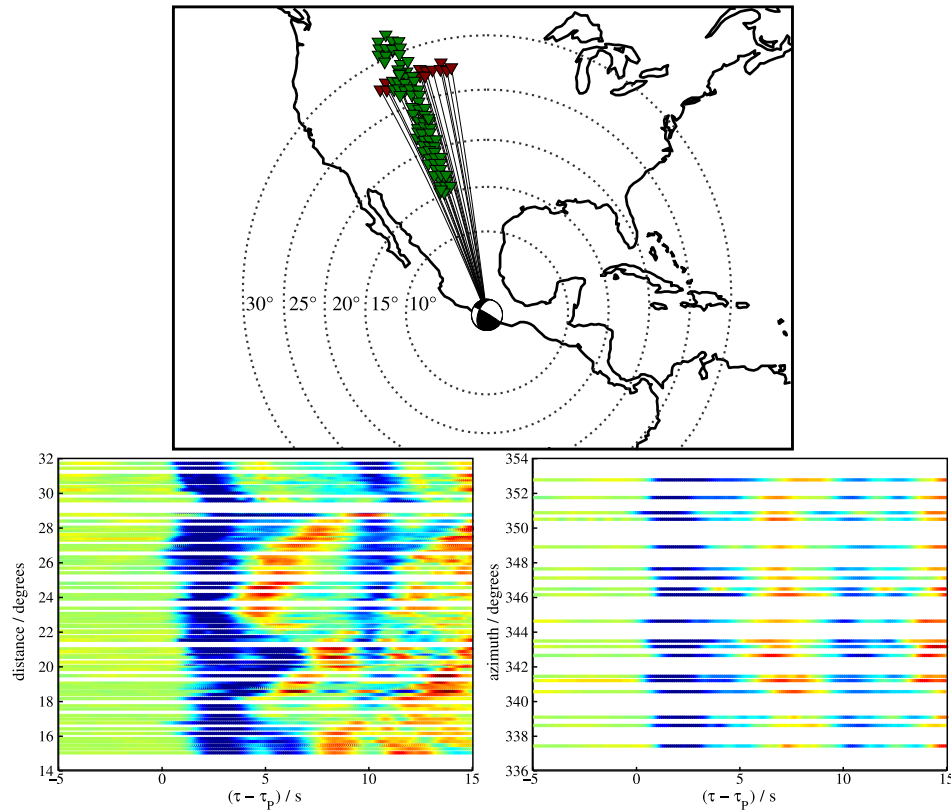 30° 25° 20° 15° 10°
distance / degrees
32
30
28
26
24
22
20
18
16
14
−5 0 5 10 15
(τ − τ_P) / s
azimuth / degrees
354
352
350
348
346
344
342
340
338
336
−5 0 5 10 15
(τ − τ_P) / s